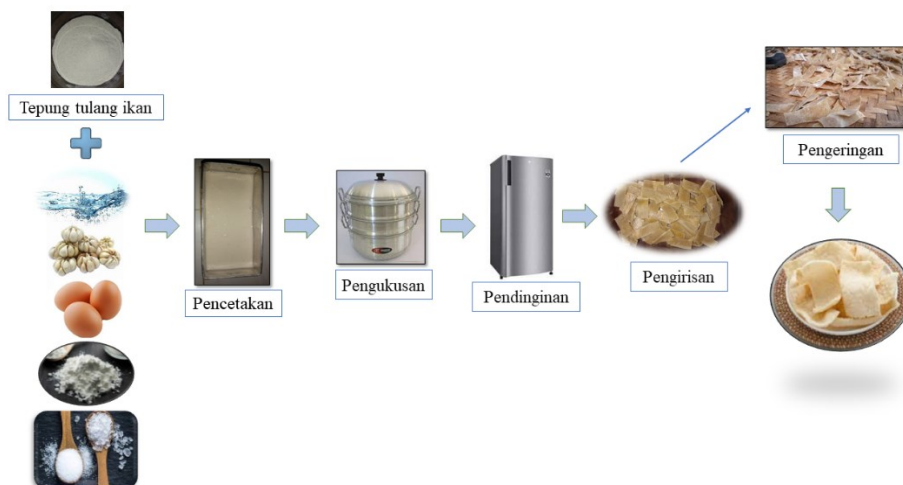 Tepung tulang ikan
Pencetakan
Pengukusan
Pendinginan
Pengirisan
Pengeringan